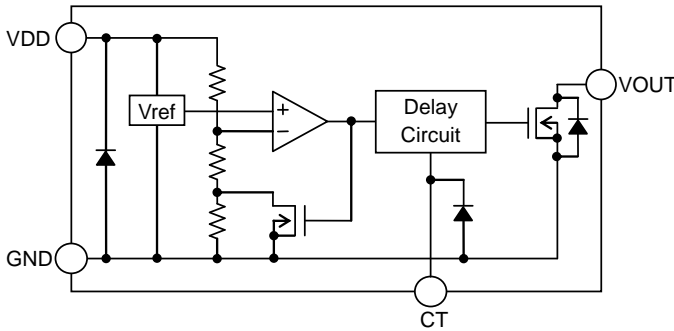 VDD
VOUT
Vref
+
−
Delay
Circuit
GND
CT